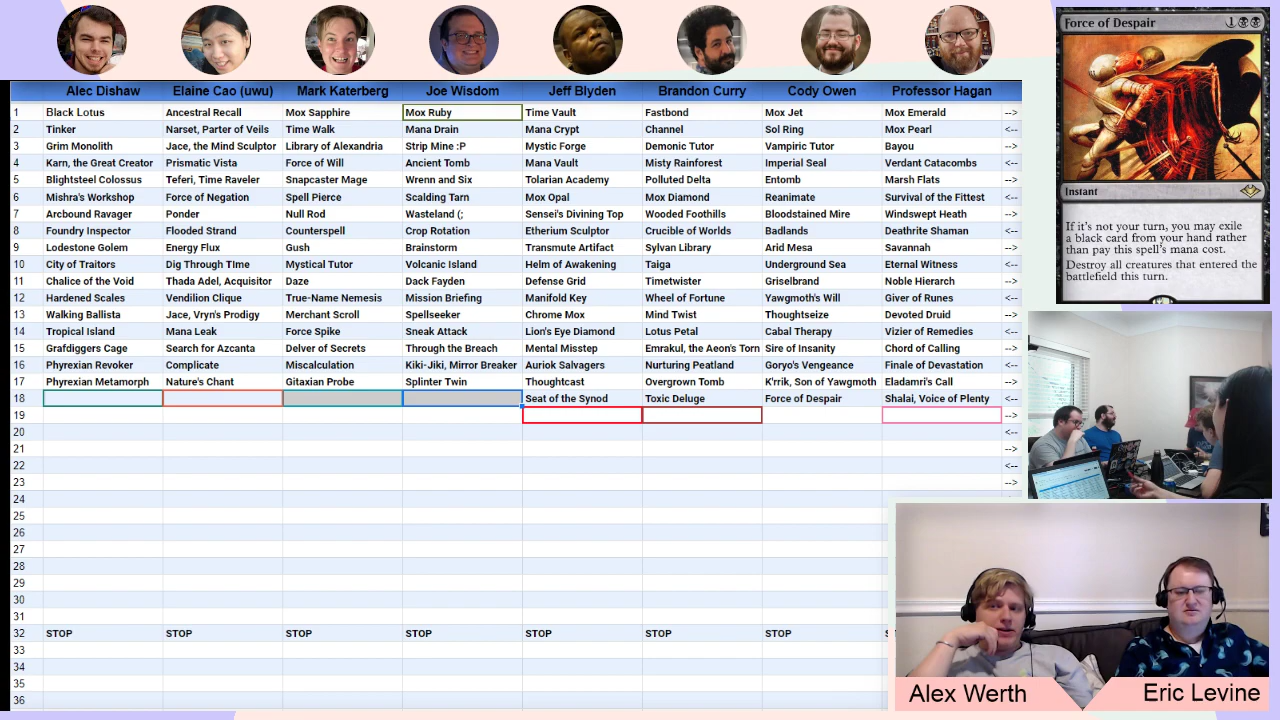 Alec Dishaw Elaine Cao (uwu) Mark Katerberg Joe Wisdom Jeff Blyden Brandon Curry Cody Owen Professor Hagan
1 Black Lotus Ancestral Recall Mox Sapphire Mox Ruby Time Vault Fastbond Mox Jet Mox Emerald -->
2 Tinker Narset, Parter of Veils Time Walk Mana Drain Mana Crypt Channel Sol Ring Mox Pearl <--
3 Grim Monolith Jace, the Mind Sculptor Library of Alexandria Strip Mine :P Mystic Forge Demonic Tutor Vampiric Tutor Bayou -->
4 Karn, the Great Creator Prismatic Vista Force of Will Ancient Tomb Mana Vault Misty Rainforest Imperial Seal Verdant Catacombs <--
5 Blightsteel Colossus Teferi, Time Raveler Snapcaster Mage Wrenn and Six Tolarian Academy Polluted Delta Entomb Marsh Flats -->
6 Mishra's Workshop Force of Negation Spell Pierce Scalding Tarn Mox Opal Mox Diamond Reanimate Survival of the Fittest <--
7 Arcbound Ravager Ponder Null Rod Wasteland (; Sensei's Divining Top Wooded Foothills Bloodstained Mire Windswept Heath -->
8 Foundry Inspector Flooded Strand Counterspell Crop Rotation Etherium Sculptor Crucible of Worlds Badlands Deathrite Shaman <--
9 Lodestone Golem Energy Flux Gush Brainstorm Transmute Artifact Sylvan Library Arid Mesa Savannah -->
10 City of Traitors Dig Through TIme Mystical Tutor Volcanic Island Helm of Awakening Taiga Underground Sea Eternal Witness <--
11 Chalice of the Void Thada Adel, Acquisitor Daze Dack Fayden Defense Grid Timetwister Griselbrand Noble Hierarch -->
12 Hardened Scales Vendilion Clique True-Name Nemesis Mission Briefing Manifold Key Wheel of Fortune Yawgmoth's Will Giver of Runes <--
13 Walking Ballista Jace, Vryn's Prodigy Merchant Scroll Spellseeker Chrome Mox Mind Twist Thoughtseize Devoted Druid -->
14 Tropical Island Mana Leak Force Spike Sneak Attack Lion's Eye Diamond Lotus Petal Cabal Therapy Vizier of Remedies <--
15 Grafdiggers Cage Search for Azcanta Delver of Secrets Through the Breach Mental Misstep Emrakul, the Aeon's Torn Sire of Insanity Chord of Calling -->
16 Phyrexian Revoker Complicate Miscalculation Kiki-Jiki, Mirror Breaker Auriok Salvagers Nurturing Peatland Goryo's Vengeance Finale of Devastation <--
17 Phyrexian Metamorph Nature's Chant Gitaxian Probe Splinter Twin Thoughtcast Overgrown Tomb K'rrik, Son of Yawgmoth Eladamri's Call -->
18 Seat of the Synod Toxic Deluge Force of Despair Shalai, Voice of Plenty <--
19 -->
20 <--
21 -->
22 <--
23 -->
24
25
26
27
28
29
30
31
32 STOP STOP STOP STOP STOP STOP STOP
33
34
35
36
Force of Despair 1
Instant
If it's not your turn, you may exile
a black card from your hand rather
than pay this spell's mana cost.
Destroy all creatures that entered the
battlefield this turn.
Alex Werth
Eric Levine